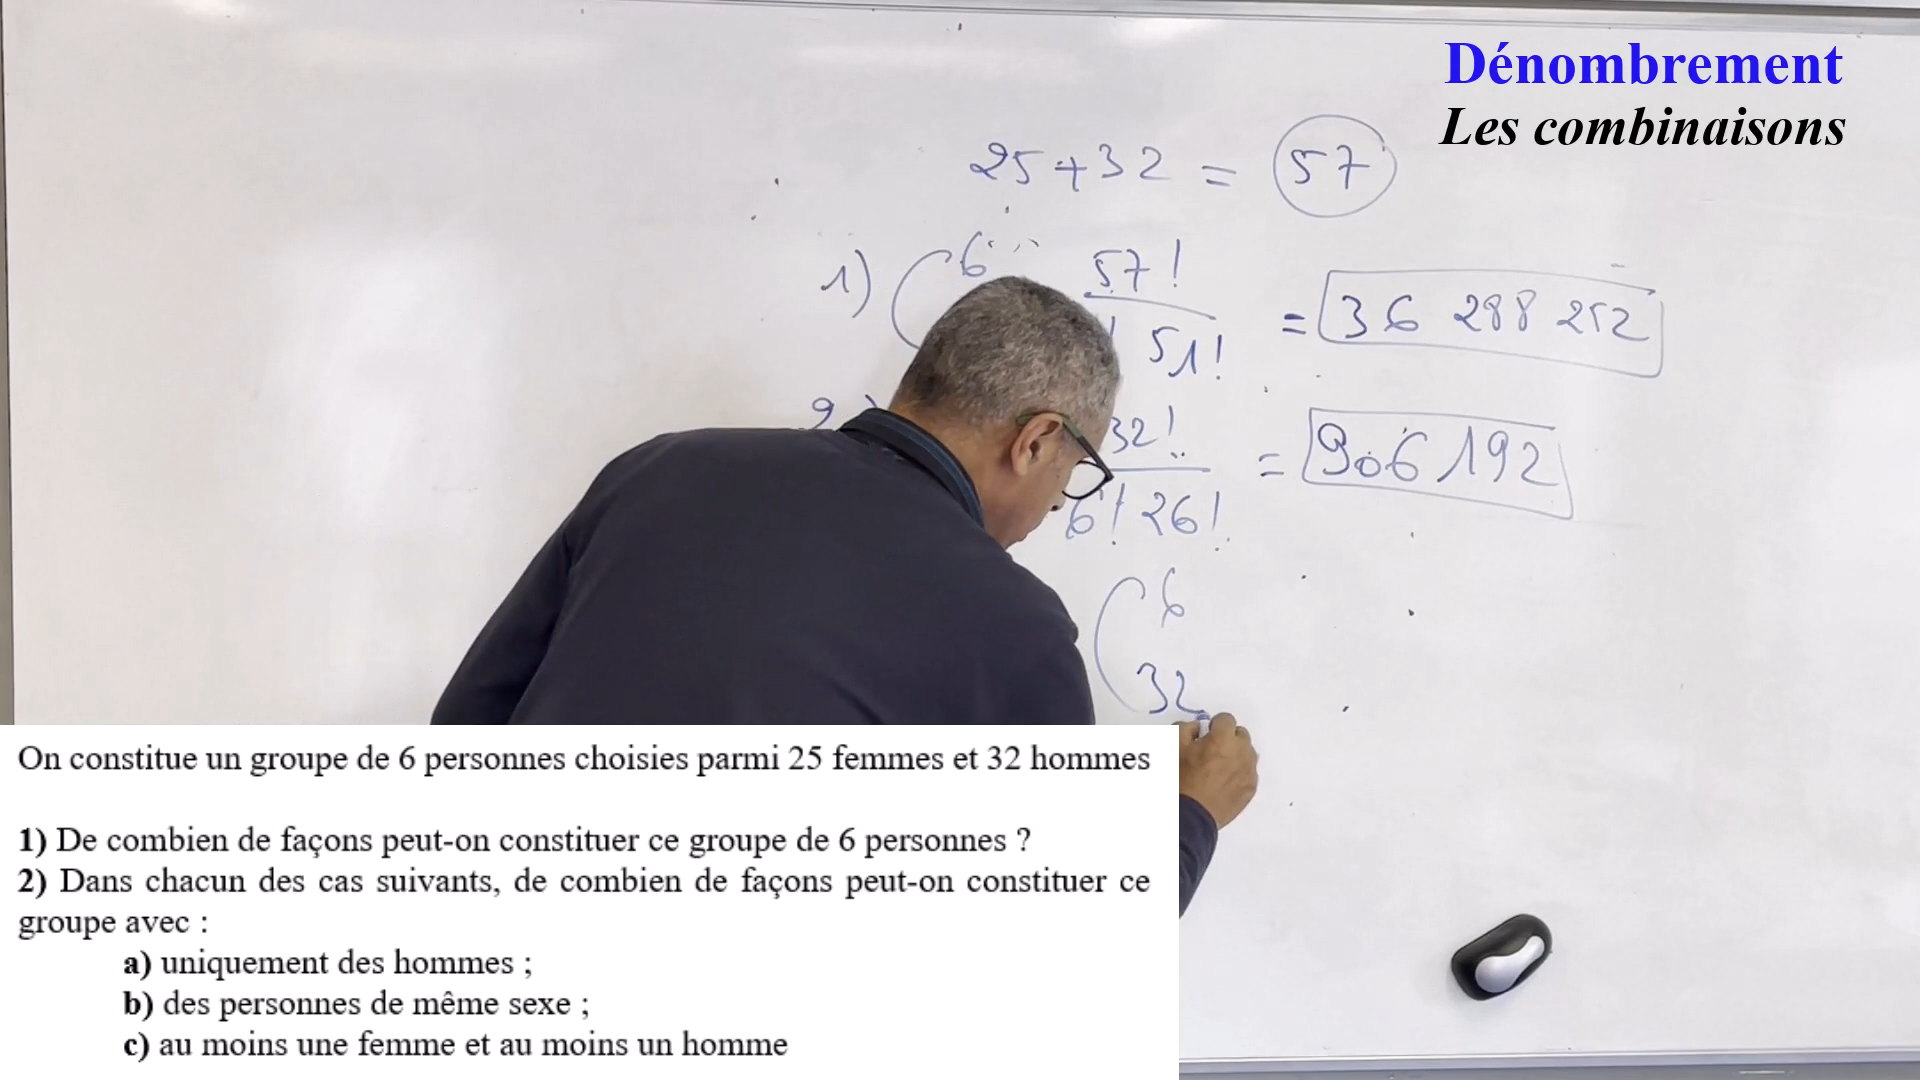 Dénombrement
Les combinaisons
25+32 = 57
1) C 6 57! = 36 288 252
! 51!
2) 32! = 906 192
6! 26!
C 6
32
On constitue un groupe de 6 personnes choisies parmi 25 femmes et 32 hommes
1) De combien de façons peut-on constituer ce groupe de 6 personnes ?
2) Dans chacun des cas suivants, de combien de façons peut-on constituer ce
groupe avec :
a) uniquement des hommes ;
b) des personnes de même sexe ;
c) au moins une femme et au moins un homme